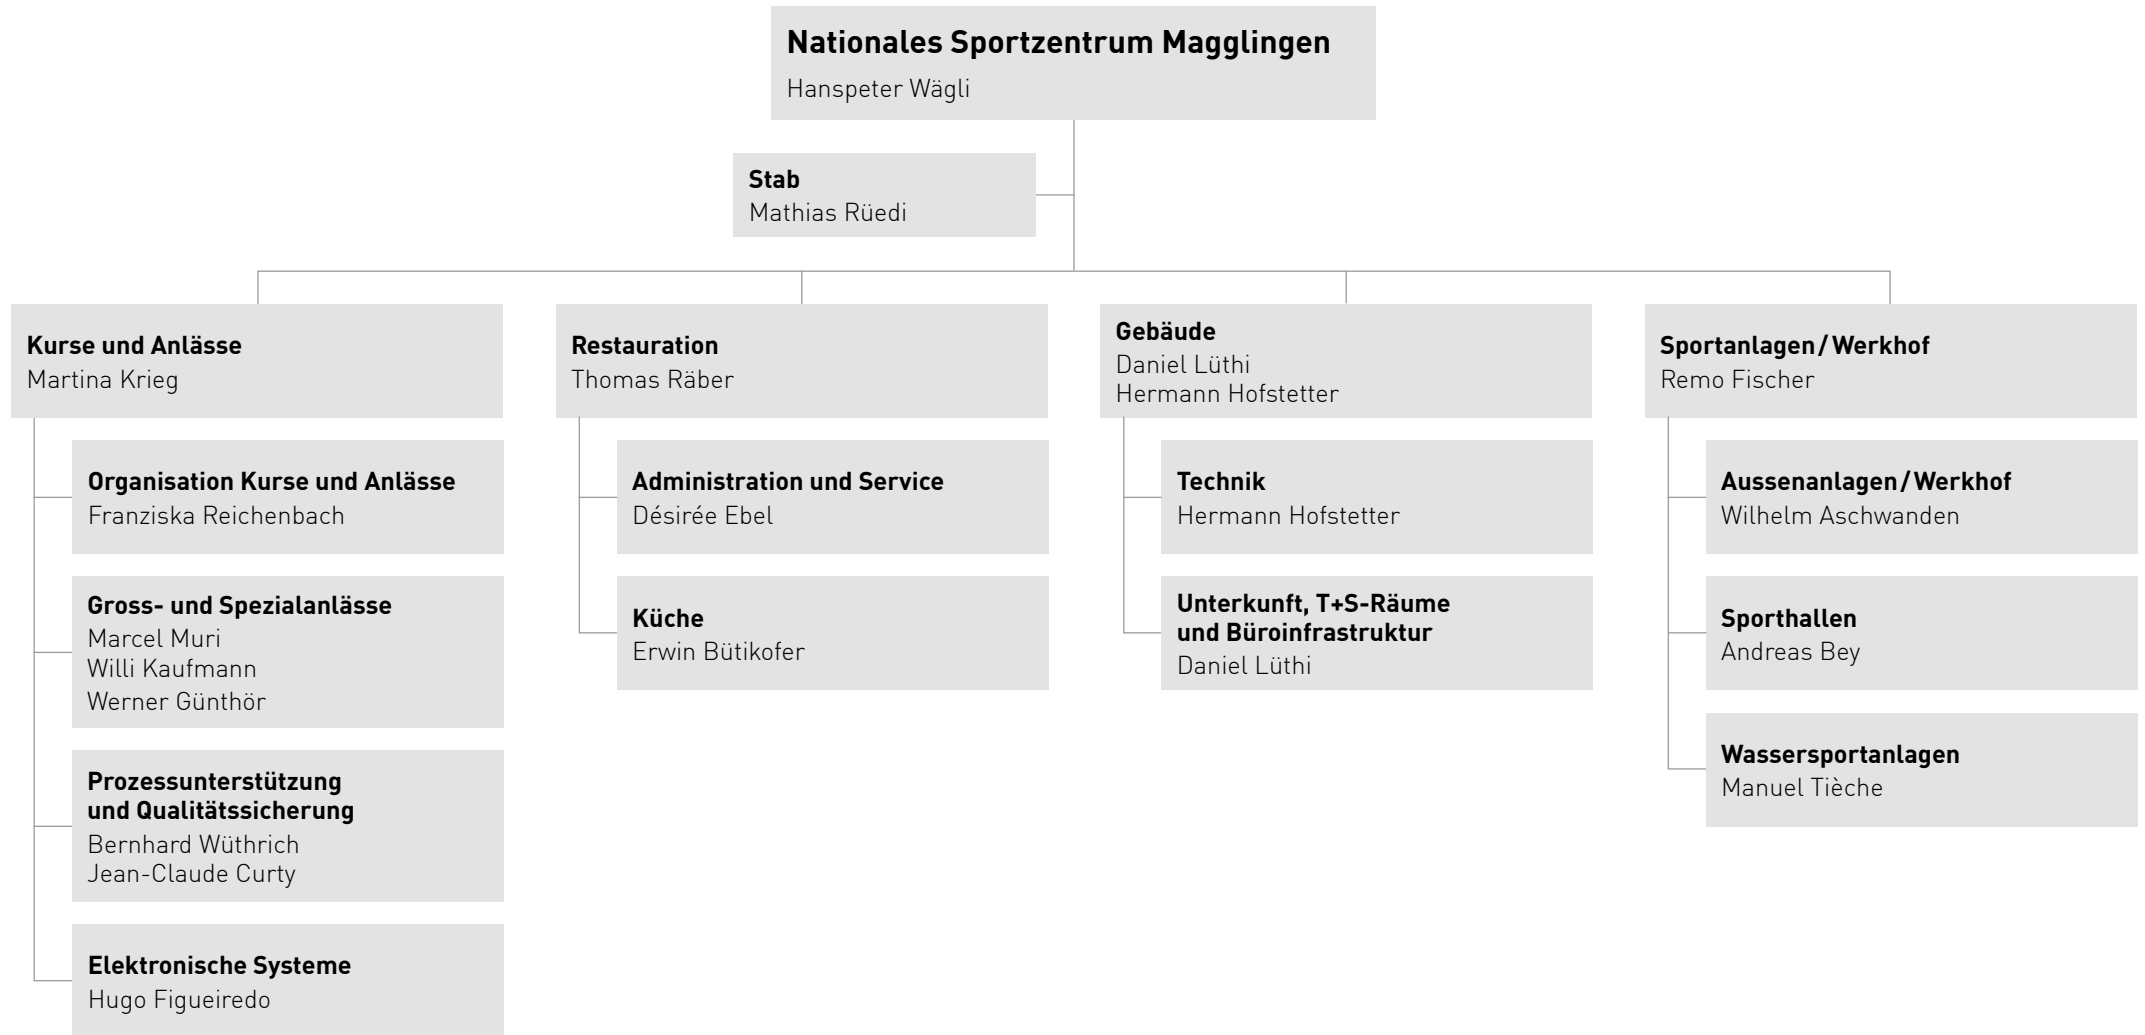 Nationales Sportzentrum Magglingen
Hanspeter Wägli
Stab
Mathias Rüedi
Kurse und Anlässe
Martina Krieg
Organisation Kurse und Anlässe
Franziska Reichenbach
Gross- und Spezialanlässe
Marcel Muri
Willi Kaufmann
Werner Günthör
Prozessunterstützung
und Qualitätssicherung
Bernhard Wüthrich
Jean-Claude Curty
Elektronische Systeme
Hugo Figueiredo
Restauration
Thomas Räber
Administration und Service
Désirée Ebel
Küche
Erwin Bütikofer
Gebäude
Daniel Lüthi
Hermann Hofstetter
Technik
Hermann Hofstetter
Unterkunft, T+S-Räume
und Büroinfrastruktur
Daniel Lüthi
Sportanlagen/Werkhof
Remo Fischer
Aussenanlagen/Werkhof
Wilhelm Aschwanden
Sporthallen
Andreas Bey
Wassersportanlagen
Manuel Tièche